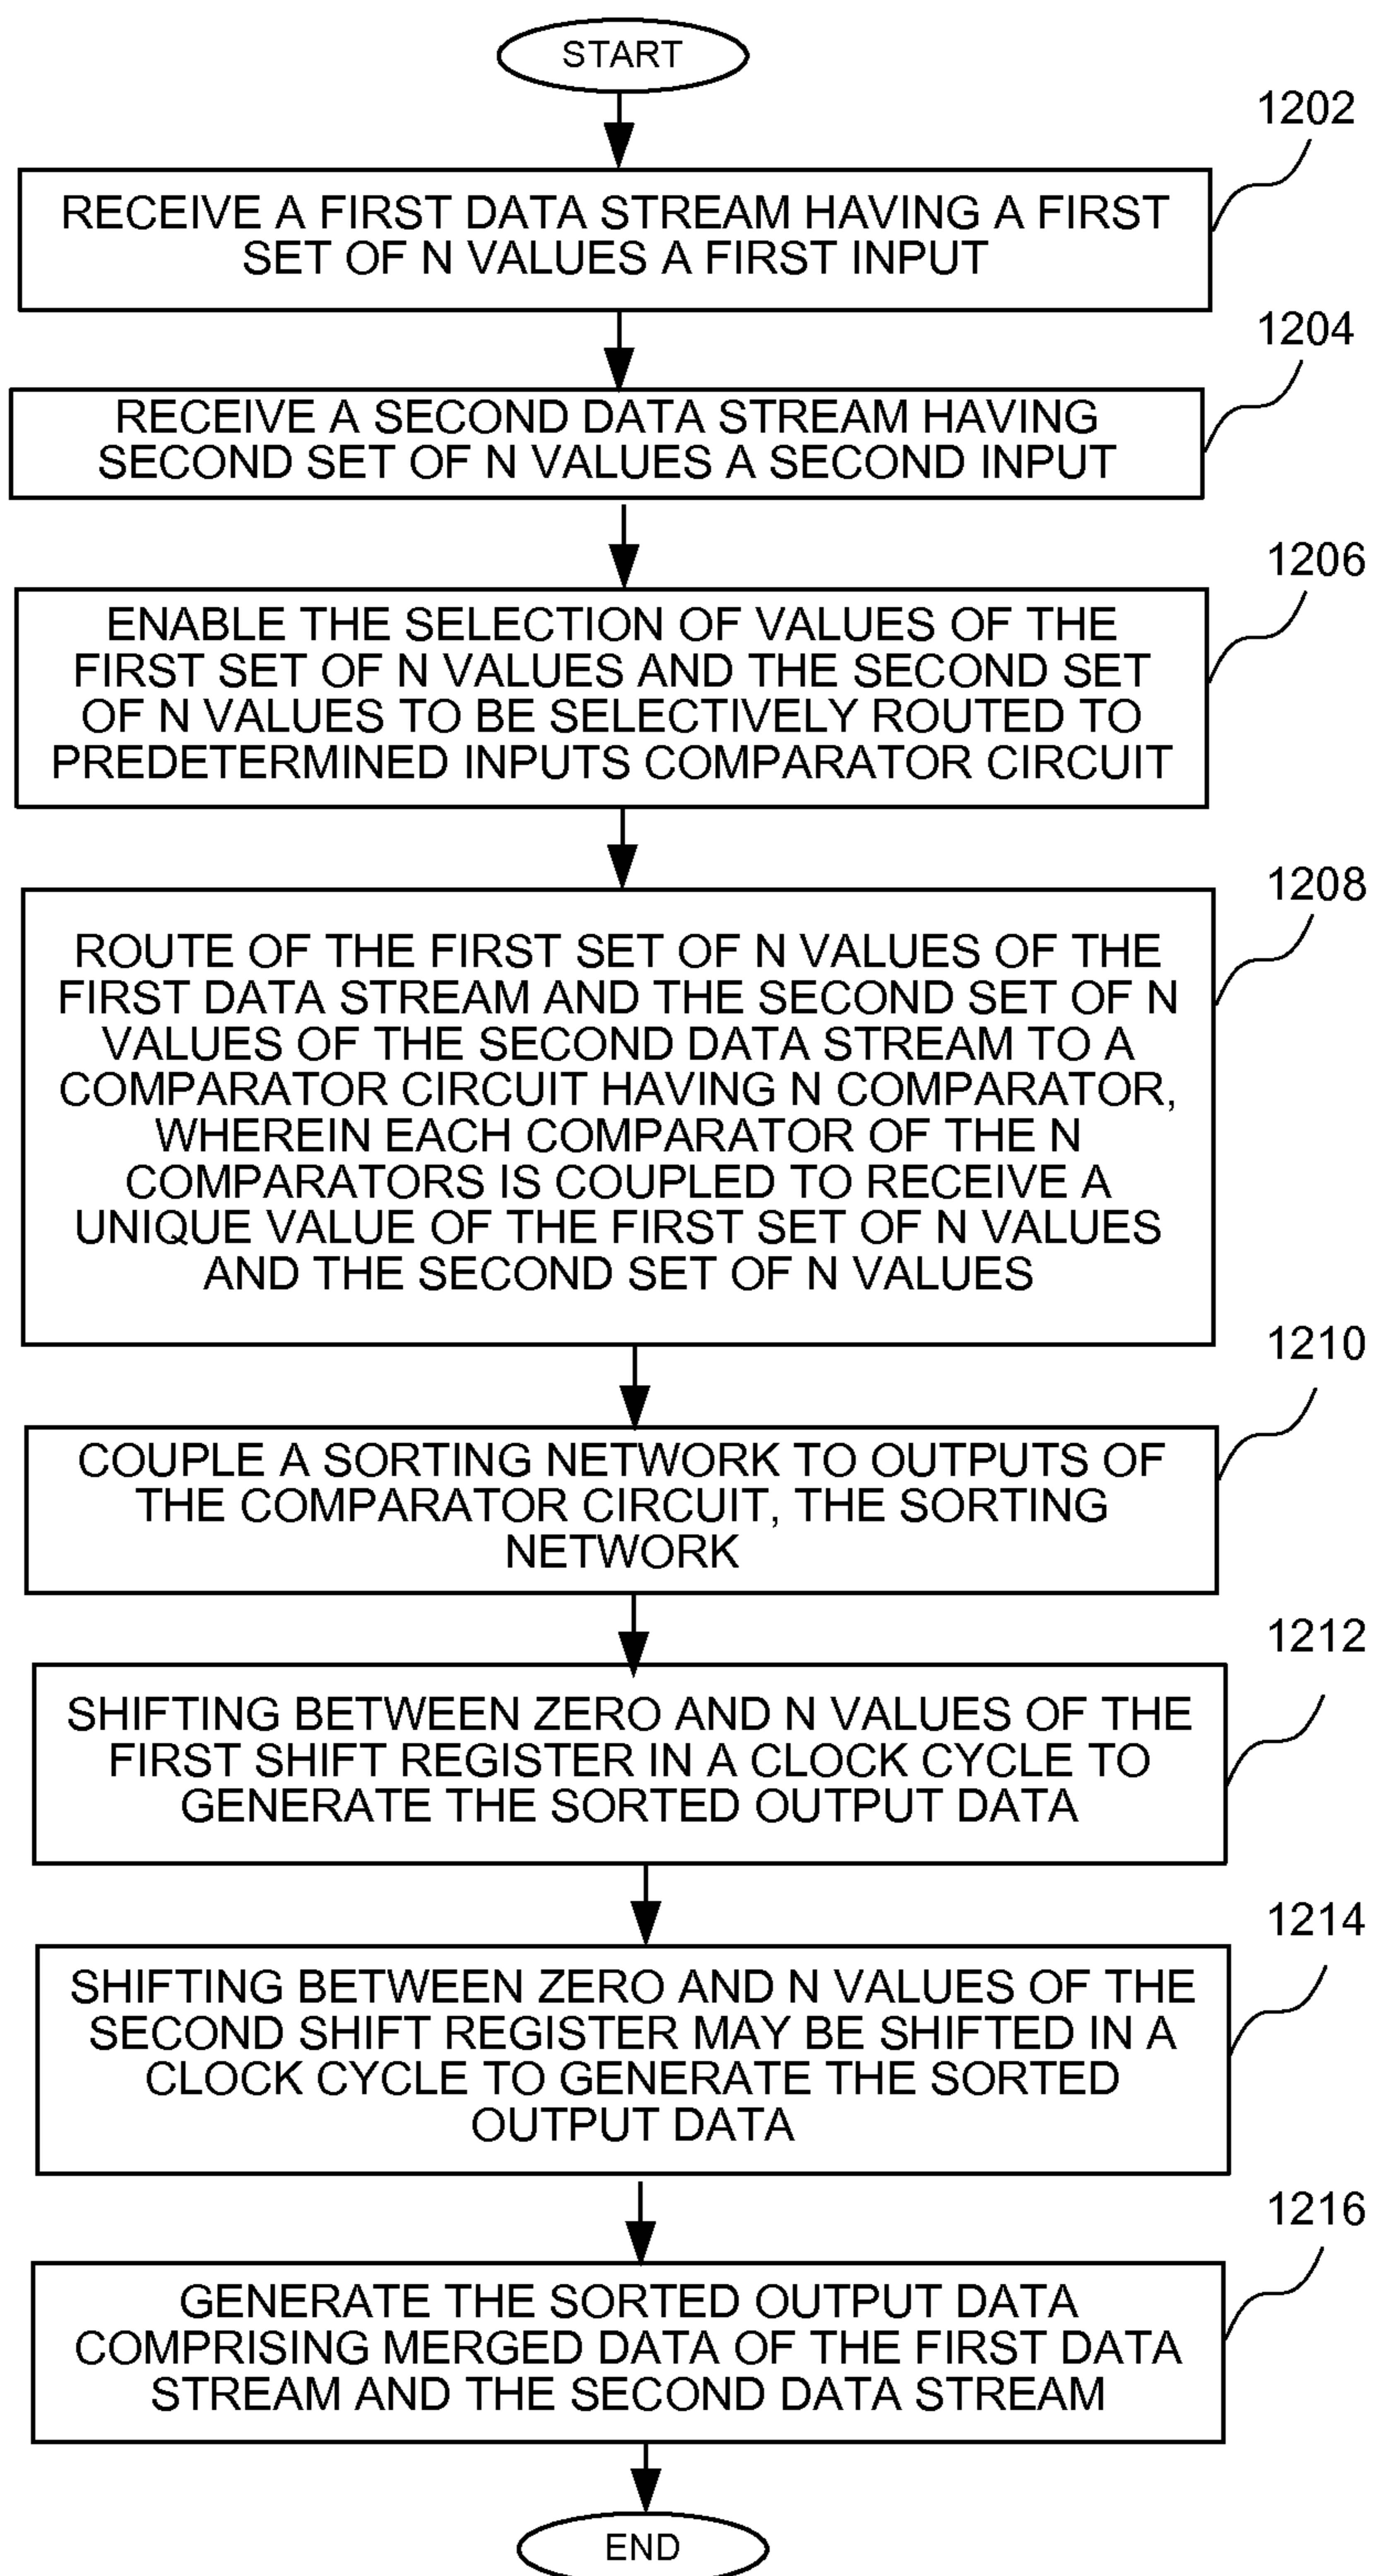 START
1202
RECEIVE A FIRST DATA STREAM HAVING A FIRST
SET OF N VALUES A FIRST INPUT
1204
RECEIVE A SECOND DATA STREAM HAVING
SECOND SET OF N VALUES A SECOND INPUT
1206
ENABLE THE SELECTION OF VALUES OF THE
FIRST SET OF N VALUES AND THE SECOND SET
OF N VALUES TO BE SELECTIVELY ROUTED TO
PREDETERMINED INPUTS COMPARATOR CIRCUIT
1208
ROUTE OF THE FIRST SET OF N VALUES OF THE
FIRST DATA STREAM AND THE SECOND SET OF N
VALUES OF THE SECOND DATA STREAM TO A
COMPARATOR CIRCUIT HAVING N COMPARATOR,
WHEREIN EACH COMPARATOR OF THE N
COMPARATORS IS COUPLED TO RECEIVE A
UNIQUE VALUE OF THE FIRST SET OF N VALUES
AND THE SECOND SET OF N VALUES
1210
COUPLE A SORTING NETWORK TO OUTPUTS OF
THE COMPARATOR CIRCUIT, THE SORTING
NETWORK
1212
SHIFTING BETWEEN ZERO AND N VALUES OF THE
FIRST SHIFT REGISTER IN A CLOCK CYCLE TO
GENERATE THE SORTED OUTPUT DATA
1214
SHIFTING BETWEEN ZERO AND N VALUES OF THE
SECOND SHIFT REGISTER MAY BE SHIFTED IN A
CLOCK CYCLE TO GENERATE THE SORTED
OUTPUT DATA
1216
GENERATE THE SORTED OUTPUT DATA
COMPRISING MERGED DATA OF THE FIRST DATA
STREAM AND THE SECOND DATA STREAM
END